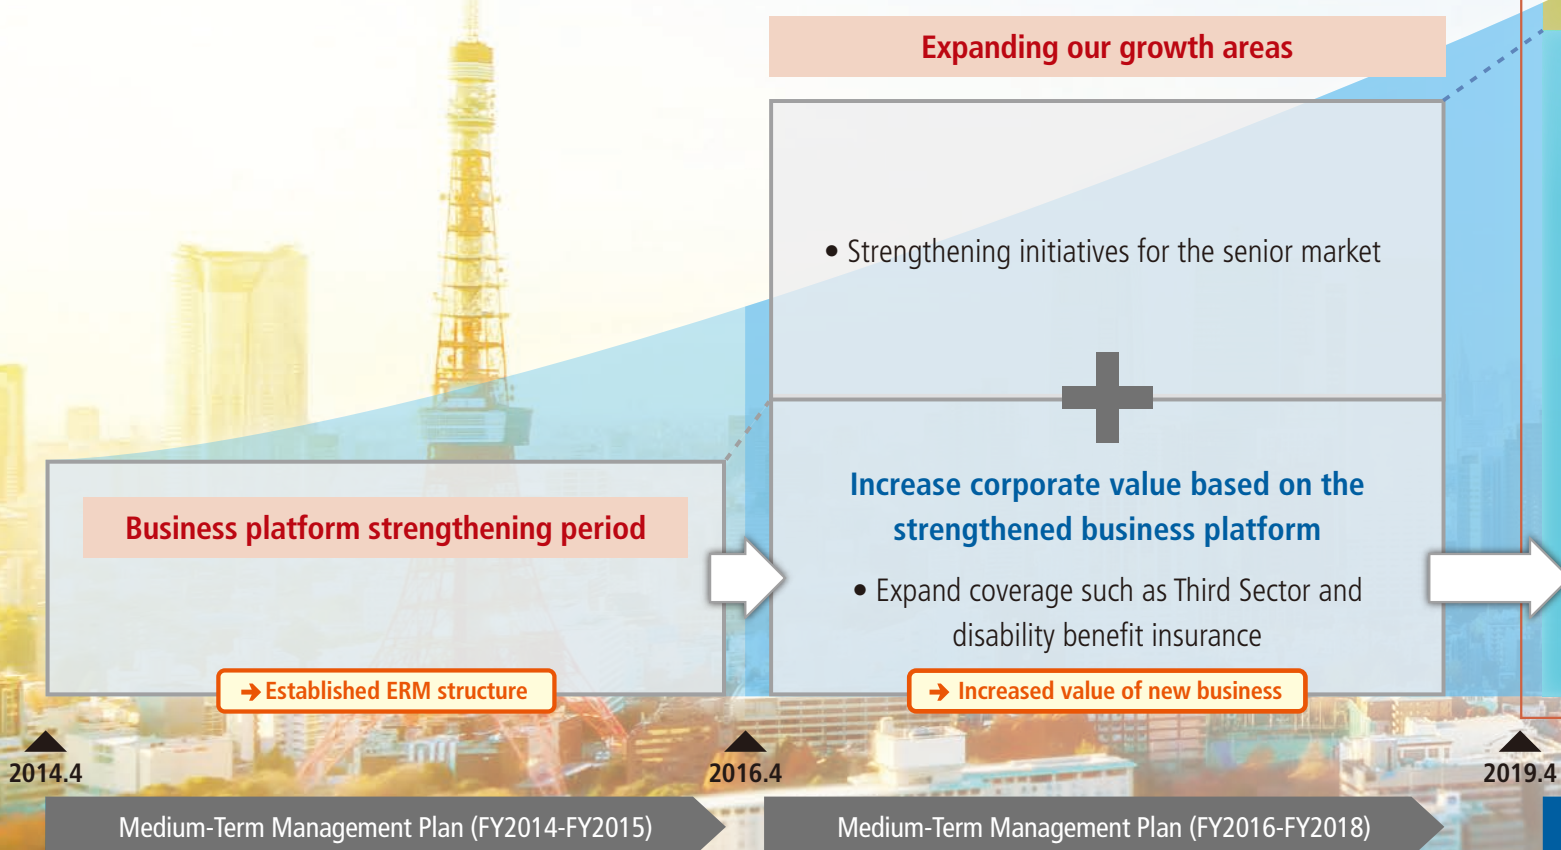 Expanding our growth areas
• Strengthening initiatives for the senior market
Increase corporate value based on the
strengthened business platform
• Expand coverage such as Third Sector and
disability benefit insurance
➔ Increased value of new business
Business platform strengthening period
➔ Established ERM structure
2014.4
2016.4
2019.4
Medium-Term Management Plan (FY2014-FY2015)
Medium-Term Management Plan (FY2016-FY2018)